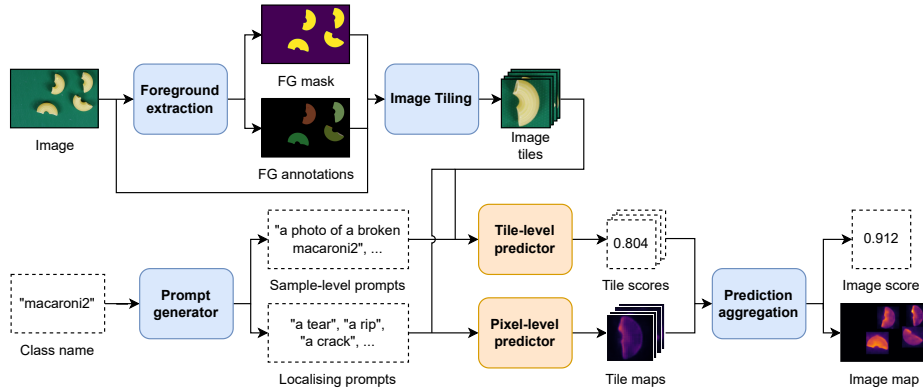 FG mask
Foreground
extraction
Image Tiling
Image
Image
tiles
FG annotations
"a photo of a broken
macaroni2", ...
Tile-level
predictor
0.804
0.912
Sample-level prompts
Tile scores
Image score
"macaroni2"
Prompt
generator
Prediction
aggregation
Class name
"a tear", "a rip",
"a crack", ...
Pixel-level
predictor
Localising prompts
Tile maps
Image map